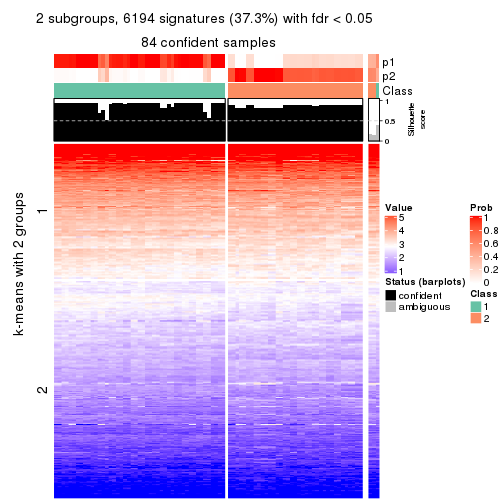 2 subgroups, 6194 signatures (37.3%) with fdr < 0.05
84 confident samples
p1
p2
Class
1
0.5
0
Silhouette
score
k-means with 2 groups
1
2
Value
5
4
3
2
1
Status (barplots)
confident
ambiguous
Prob
1
0.8
0.6
0.4
0.2
0
Class
1
2